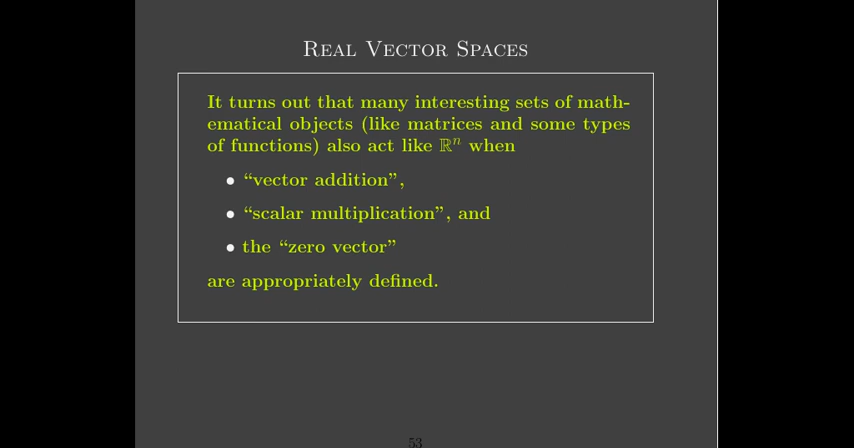 Real Vector Spaces
It turns out that many interesting sets of math-
ematical objects (like matrices and some types
of functions) also act like ℝⁿ when
• “vector addition”,
• “scalar multiplication”, and
• the “zero vector”
are appropriately defined.
53